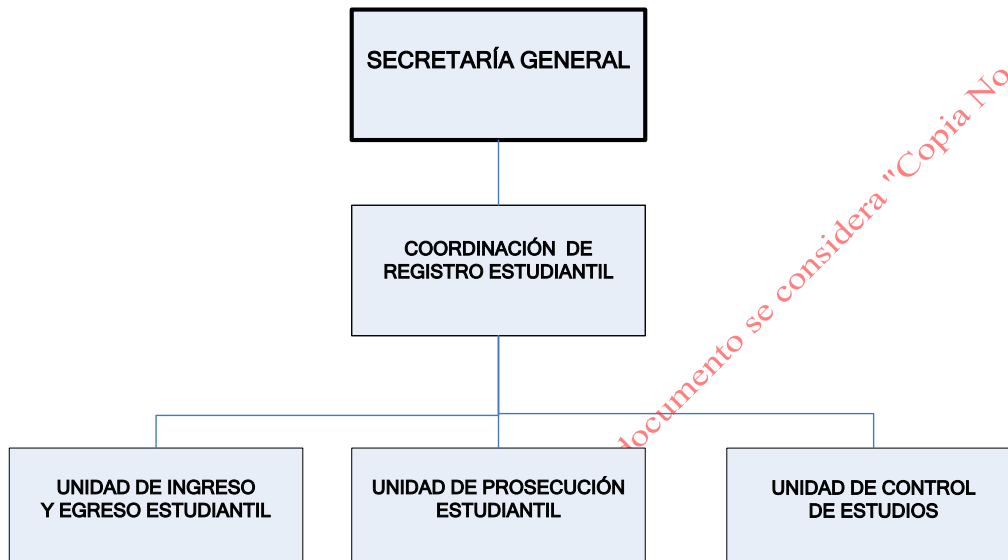 SECRETARÍA GENERAL
COORDINACIÓN DE
REGISTRO ESTUDIANTIL
documento se considera "Copia No
UNIDAD DE INGRESO
Y EGRESO ESTUDIANTIL
UNIDAD DE PROSECUCIÓN
ESTUDIANTIL
UNIDAD DE CONTROL
DE ESTUDIOS